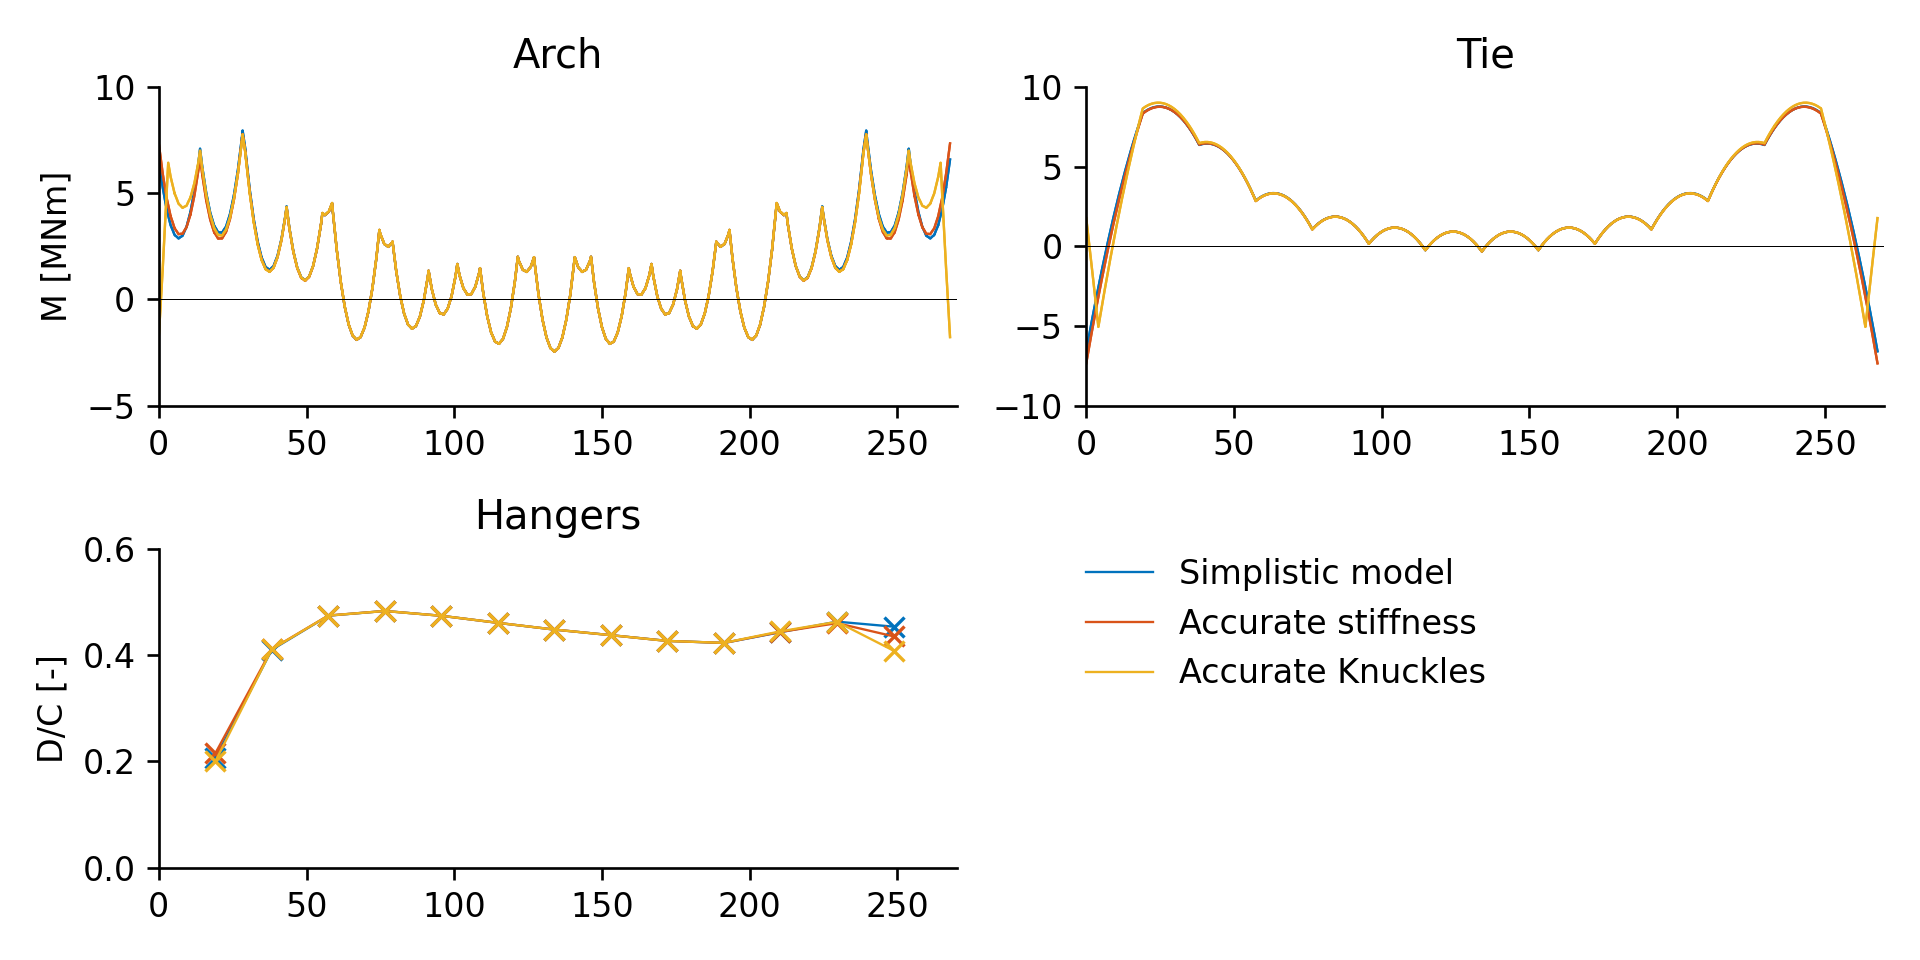 Arch
M [MNm]
10
5
0
−5
0 50 100 150 200 250
Tie
10
5
0
−5
−10
0 50 100 150 200 250
Hangers
D/C [-]
0.6
0.4
0.2
0.0
0 50 100 150 200 250
Simplistic model
Accurate stiffness
Accurate Knuckles